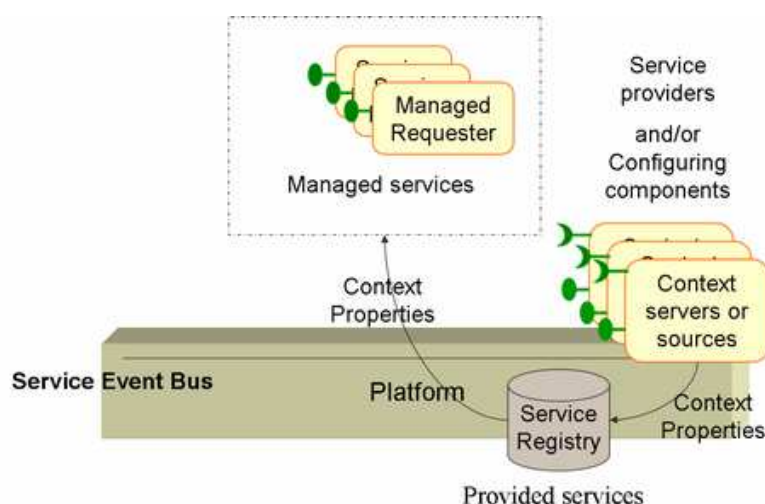 Managed
Requester
Managed services
Service
providers
and/or
Configuring
components
Context
servers or
sources
Context
Properties
Service Event Bus
Platform
Service
Registry
Context
Properties
Provided services